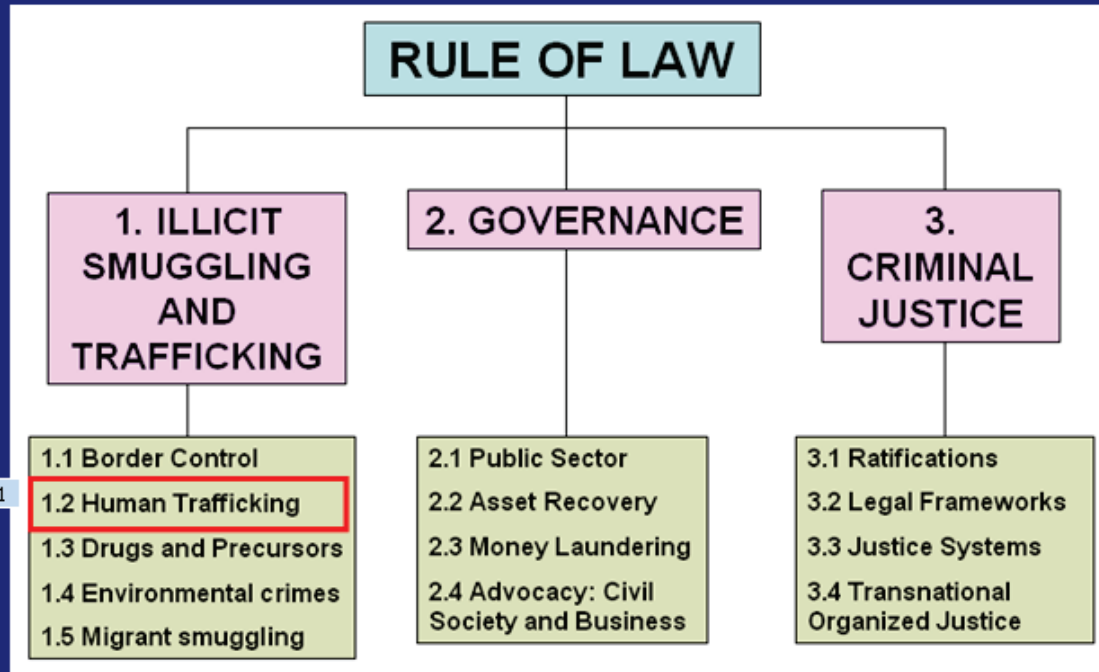 RULE OF LAW
1. ILLICIT
SMUGGLING
AND
TRAFFICKING
1.1 Border Control
1.2 Human Trafficking
1.3 Drugs and Precursors
1.4 Environmental crimes
1.5 Migrant smuggling
2. GOVERNANCE
2.1 Public Sector
2.2 Asset Recovery
2.3 Money Laundering
2.4 Advocacy: Civil
Society and Business
3.
CRIMINAL
JUSTICE
3.1 Ratifications
3.2 Legal Frameworks
3.3 Justice Systems
3.4 Transnational
Organized Justice
1